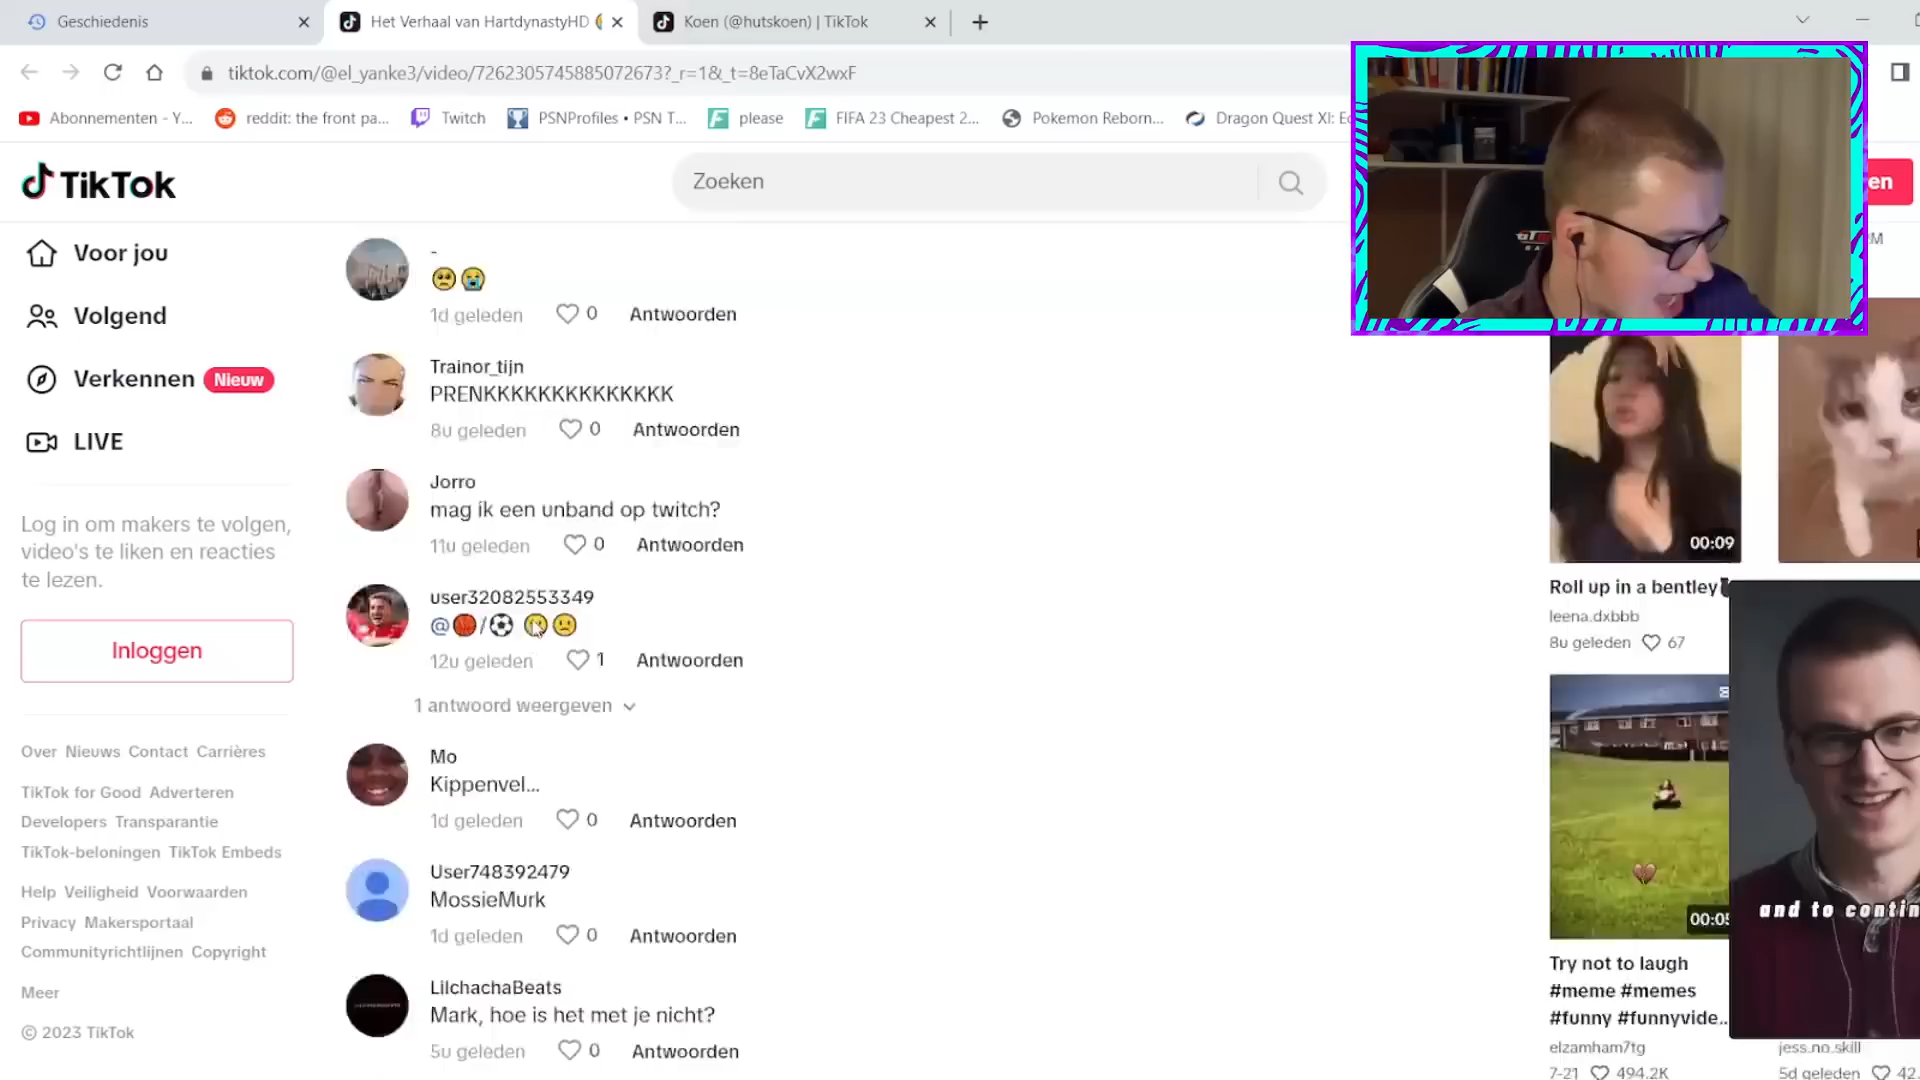 Geschiedenis
Het Verhaal van HartdynastyHD
Koen (@hutskoen) | TikTok
tiktok.com/@el_yanke3/video/7262305745885072673?_r=1&_t=8eTaCvX2wxF
Abonnementen - Y...
reddit: the front pa...
Twitch
PSNProfiles • PSN T...
please
FIFA 23 Cheapest 2...
Pokemon Reborn...
Dragon Quest XI: Ec
TikTok
Zoeken
en
Voor jou
Volgend
Verkennen Nieuw
LIVE
Log in om makers te volgen,
video's te liken en reacties
te lezen.
Inloggen
Over Nieuws Contact Carrières
TikTok for Good Adverteren
Developers Transparantie
TikTok-beloningen TikTok Embeds
Help Veiligheid Voorwaarden
Privacy Makersportaal
Communityrichtlijnen Copyright
Meer
© 2023 TikTok
-
🥺😭
1d geleden 0 Antwoorden
Trainor_tijn
PRENKKKKKKKKKKKKKK
8u geleden 0 Antwoorden
Jorro
mag ik een unband op twitch?
11u geleden 0 Antwoorden
user32082553349
@🏀/⚽
12u geleden 1 Antwoorden
1 antwoord weergeven
Mo
Kippenvel...
1d geleden 0 Antwoorden
User748392479
MossieMurk
1d geleden 0 Antwoorden
LilchachaBeats
Mark, hoe is het met je nicht?
5u geleden 0 Antwoorden
00:09
Roll up in a bentley
leena.dxbbb
8u geleden 67
00:05
Try not to laugh
#meme #memes
#funny #funnyvide...
elzamham7tg
7-21 494.2K
and to contin
jess.no.skill
5d geleden 42.